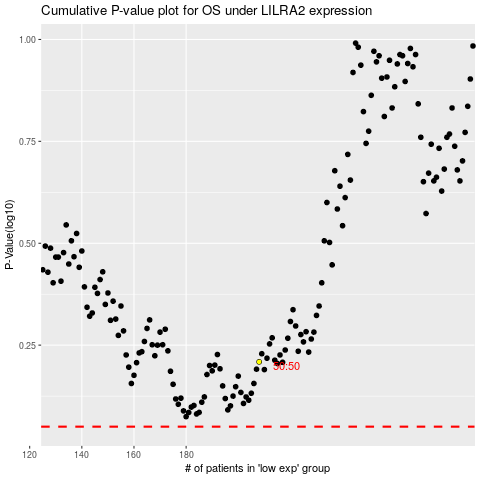 Cumulative P-value plot for OS under LILRA2 expression
P-Value(log10)
1.00
0.75
0.50
0.25
50:50
120 140 160 180
# of patients in 'low exp' group